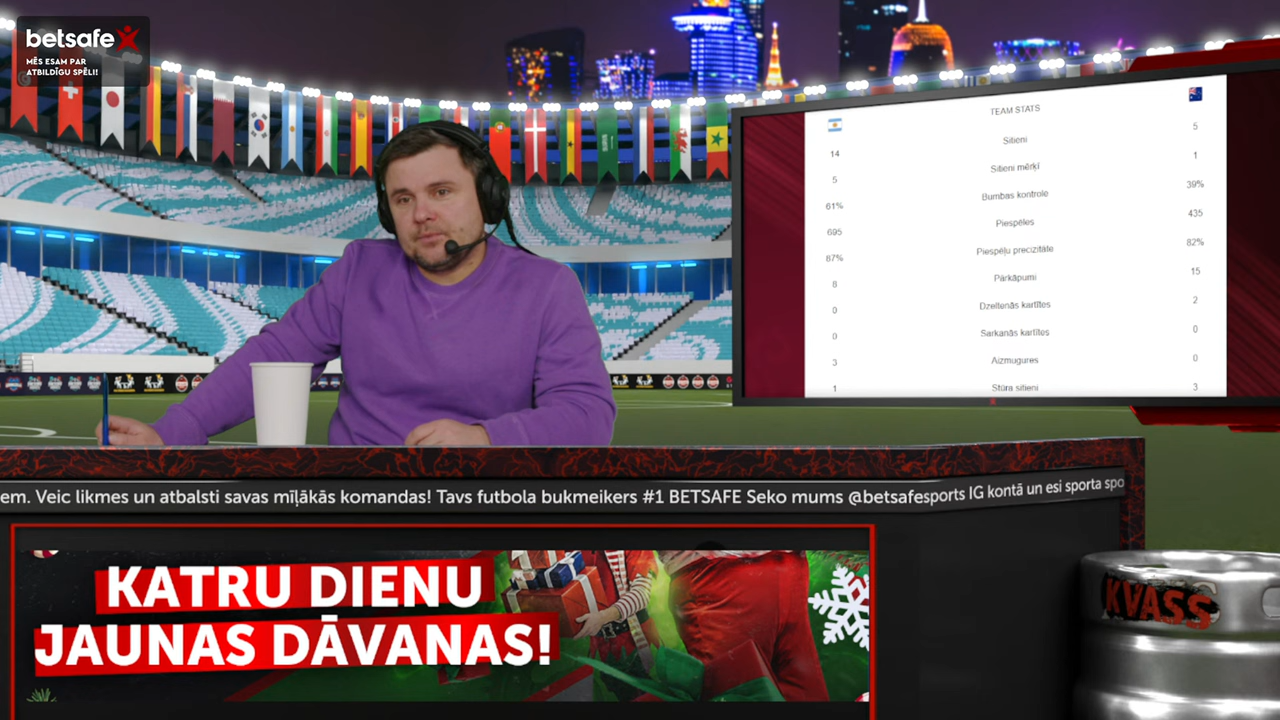 betsafe
MĒS ESAM PAR
ATBILDĪGU SPĒLI!
TEAM STATS
14 Sitieni 5
5 Sitieni mērķī 1
61% Bumbas kontrole 39%
695 Piespēles 435
87% Piespēļu precizitāte 82%
8 Pārkāpumi 15
0 Dzeltenās kartītes 2
0 Sarkanās kartītes 0
3 Aizmugures 0
1 Stūra sitieni 3
em. Veic likmes un atbalsti savas mīļākās komandas! Tavs futbola bukmeikers #1 BETSAFE Seko mums @betsafesports IG kontā un esi sporta spo
KATRU DIENU
JAUNAS DĀVANAS!
KVASS